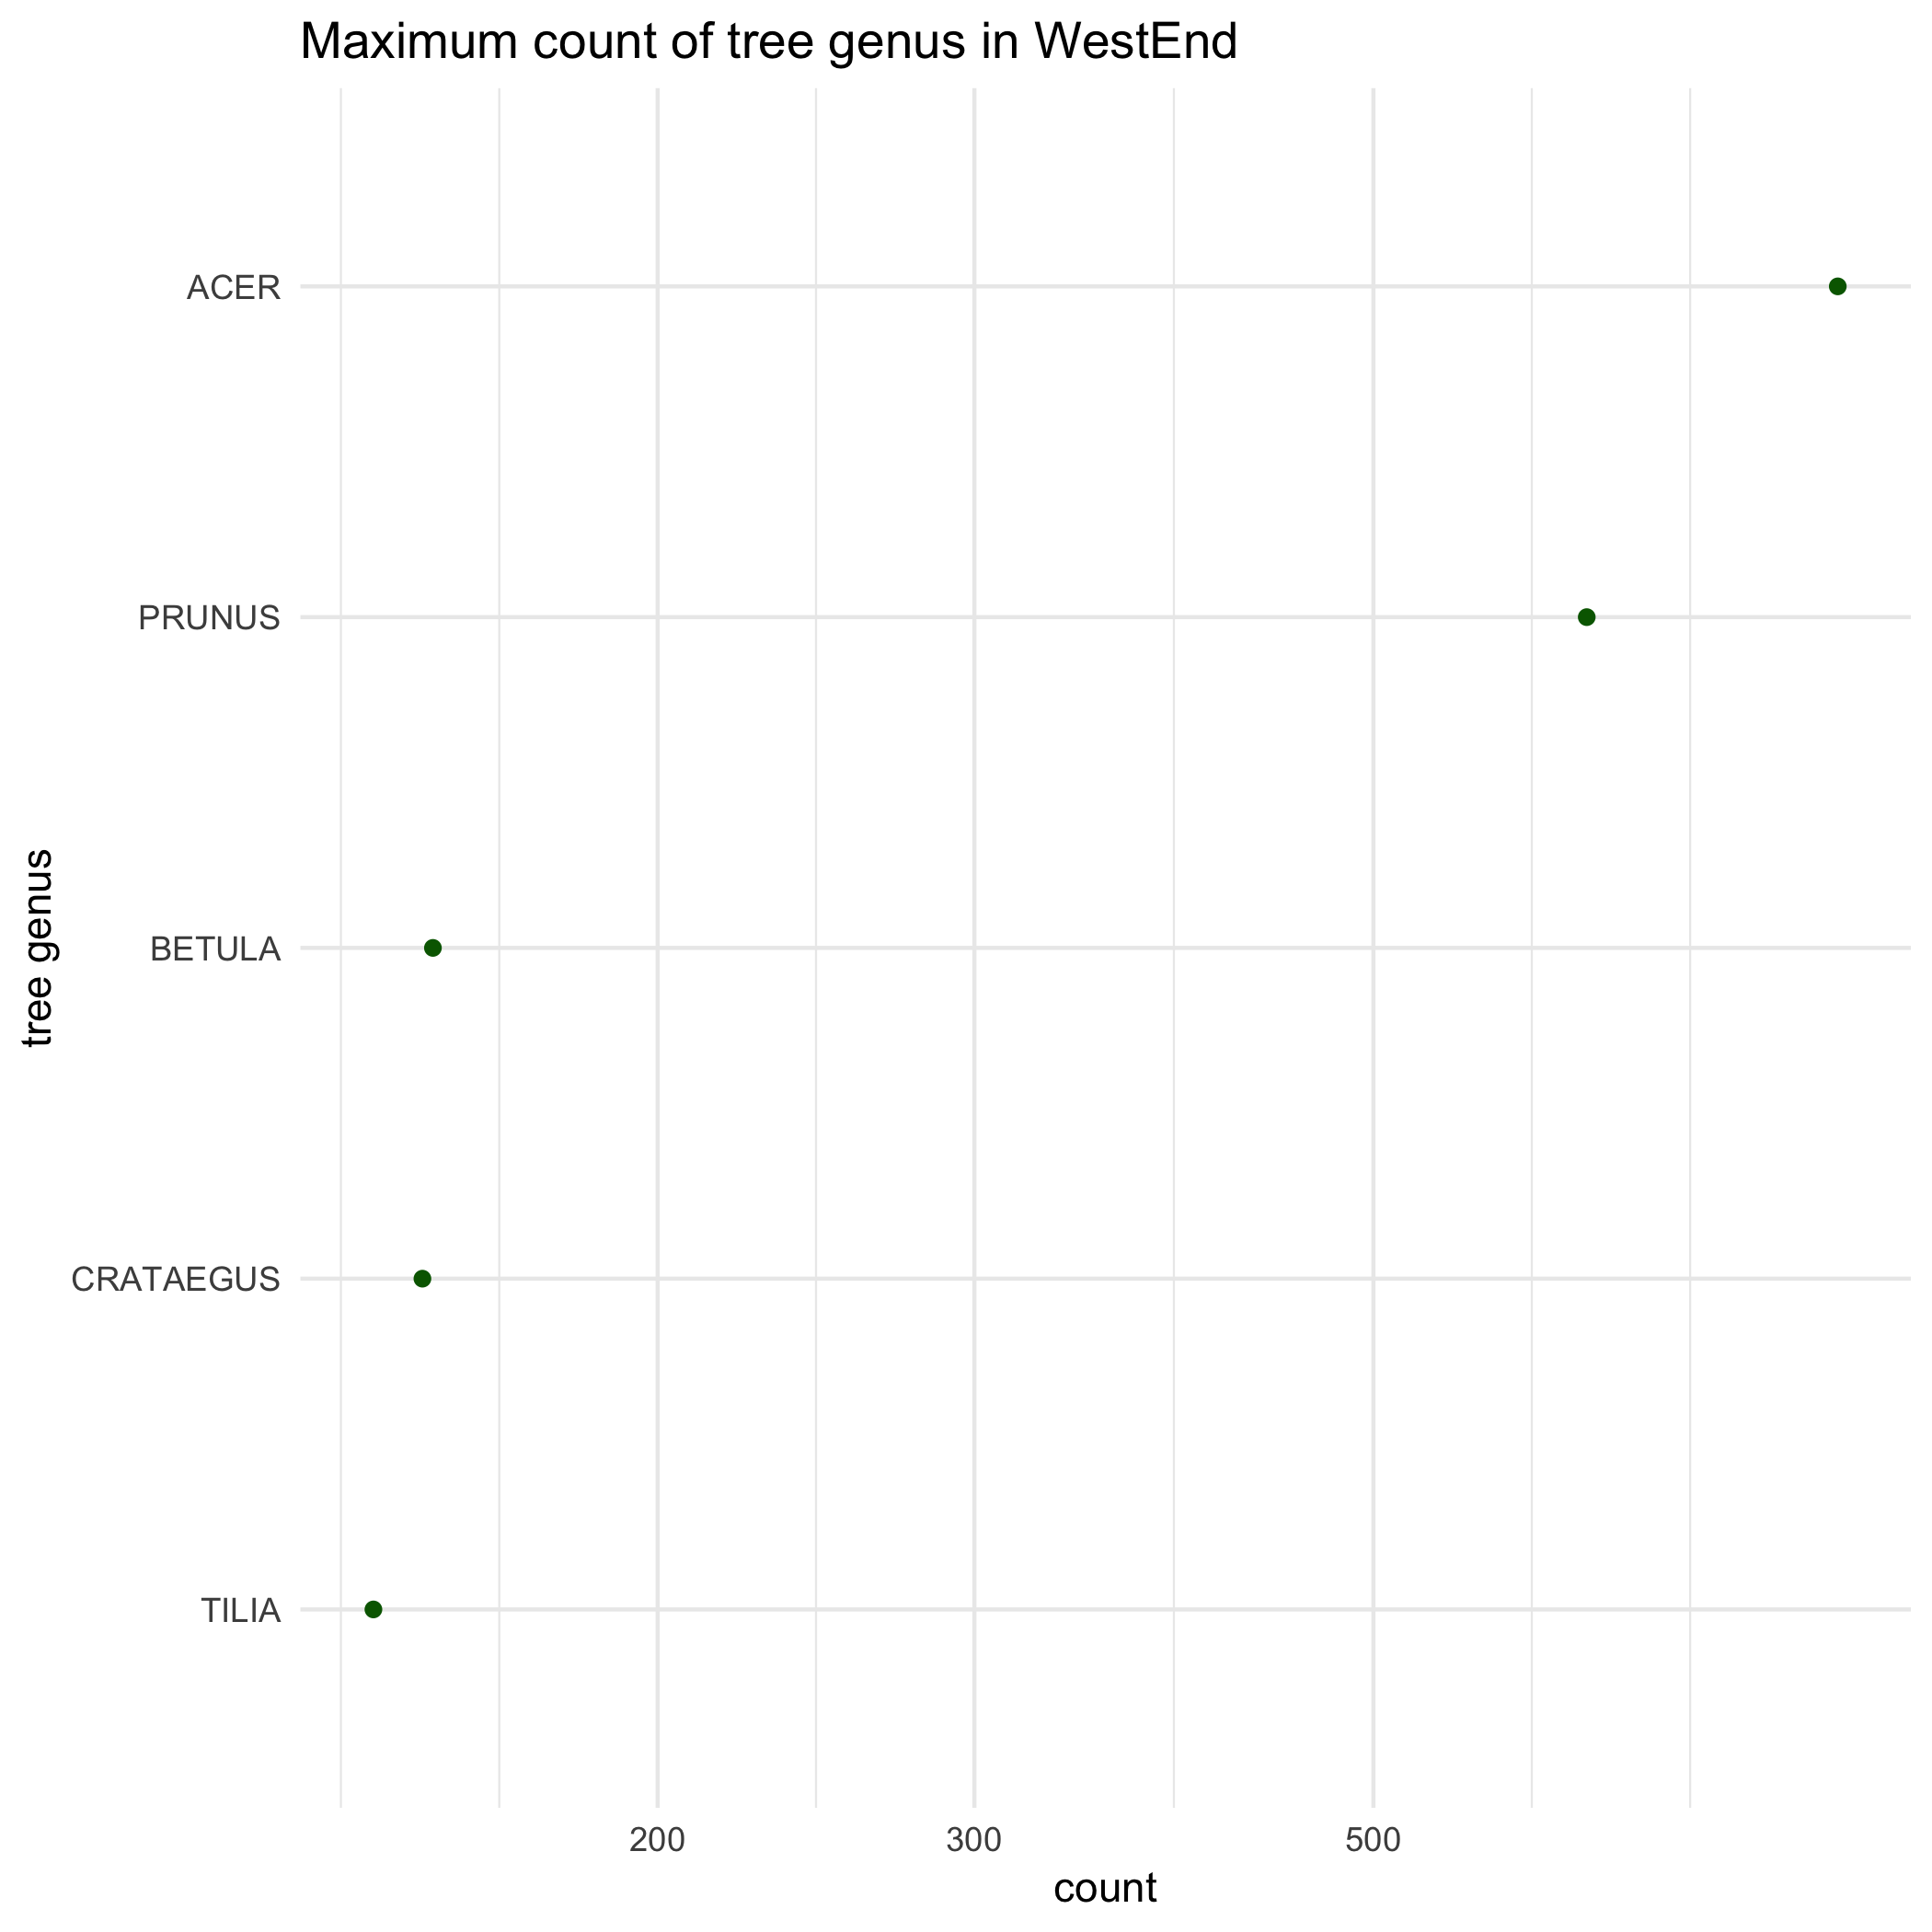 Maximum count of tree genus in WestEnd
ACER
PRUNUS
BETULA
CRATAEGUS
TILIA
tree genus
200 300 500
count